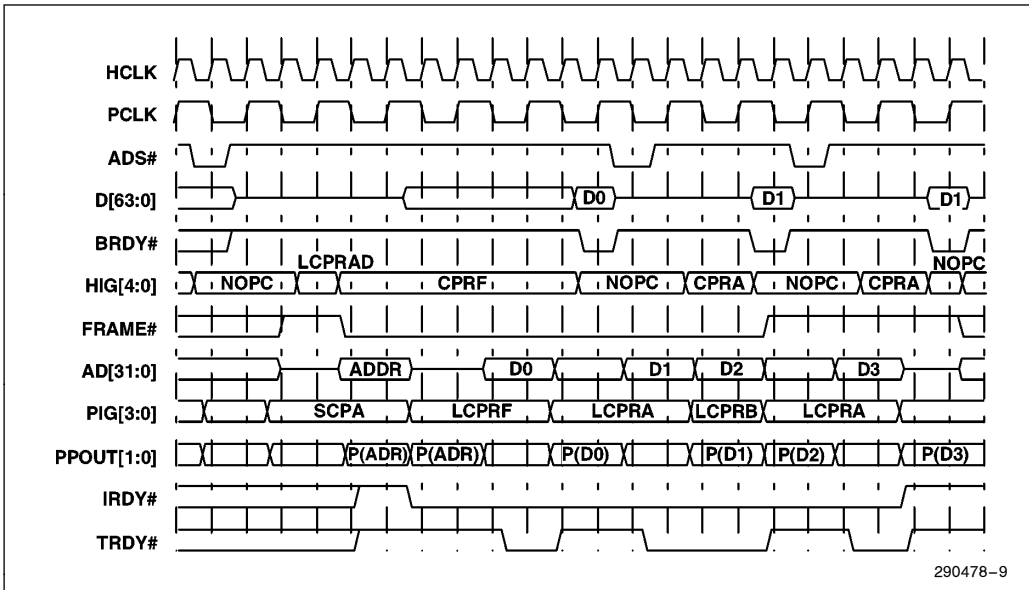 HCLK
PCLK
ADS#
D[63:0] D0 D1 D1
BRDY#
LCPRAD NOPC
HIG[4:0] NOPC CPRF NOPC CPRA NOPC CPRA
FRAME#
AD[31:0] ADDR D0 D1 D2 D3
PIG[3:0] SCPA LCPRF LCPRA LCPRB LCPRA
PPOUT[1:0] P(ADR) P(ADR) P(D0) P(D1) P(D2) P(D3)
IRDY#
TRDY#
290478-9